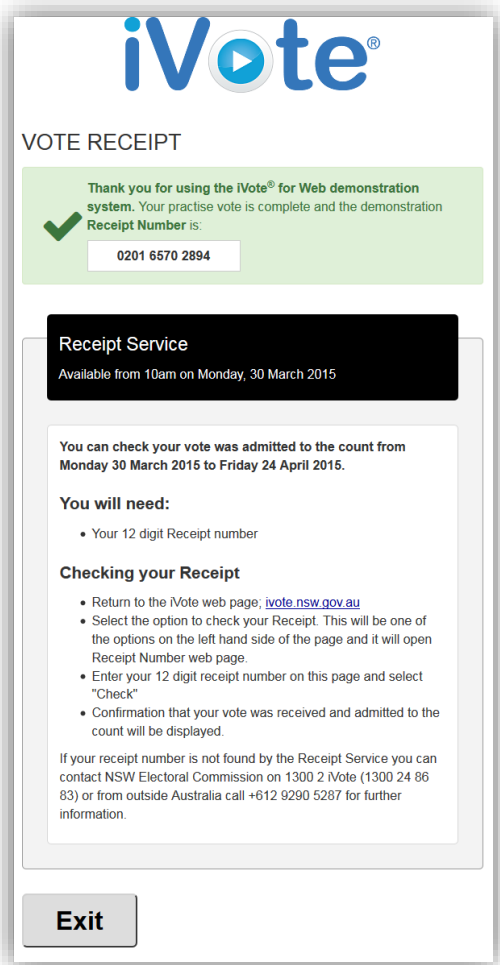 iVote®
VOTE RECEIPT
Thank you for using the iVote® for Web demonstration
system. Your practise vote is complete and the demonstration
Receipt Number is:
0201 6570 2894
Receipt Service
Available from 10am on Monday, 30 March 2015
You can check your vote was admitted to the count from
Monday 30 March 2015 to Friday 24 April 2015.
You will need:
• Your 12 digit Receipt number
Checking your Receipt
• Return to the iVote web page; ivote.nsw.gov.au
• Select the option to check your Receipt. This will be one of
the options on the left hand side of the page and it will open
Receipt Number web page.
• Enter your 12 digit receipt number on this page and select
"Check"
• Confirmation that your vote was received and admitted to the
count will be displayed.
If your receipt number is not found by the Receipt Service you can
contact NSW Electoral Commission on 1300 2 iVote (1300 24 86
83) or from outside Australia call +612 9290 5287 for further
information.
Exit